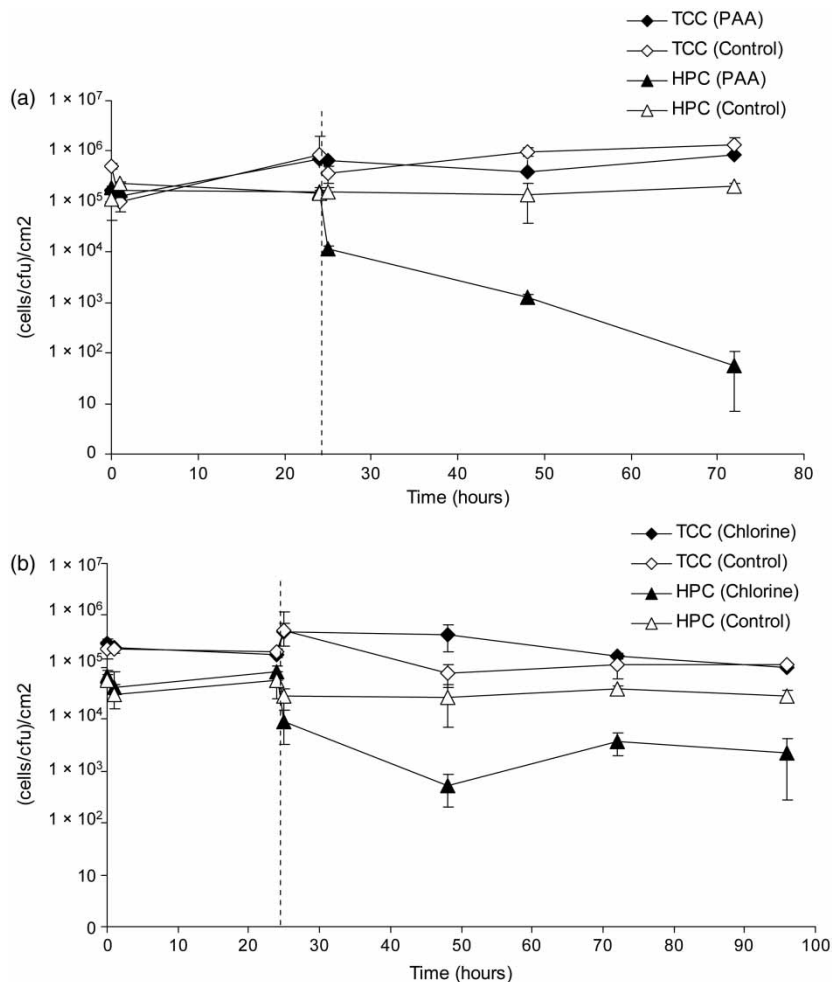 TCC (PAA)
TCC (Control)
HPC (PAA)
HPC (Control)
(a)
1 × 10⁷
1 × 10⁶
1 × 10⁵
1 × 10⁴
1 × 10³
1 × 10²
10
0
(cells/cfu)/cm2
0 10 20 30 40 50 60 70 80
Time (hours)
TCC (Chlorine)
TCC (Control)
HPC (Chlorine)
HPC (Control)
(b)
1 × 10⁷
1 × 10⁶
1 × 10⁵
1 × 10⁴
1 × 10³
1 × 10²
10
0
(cells/cfu)/cm2
0 10 20 30 40 50 60 70 80 90 100
Time (hours)